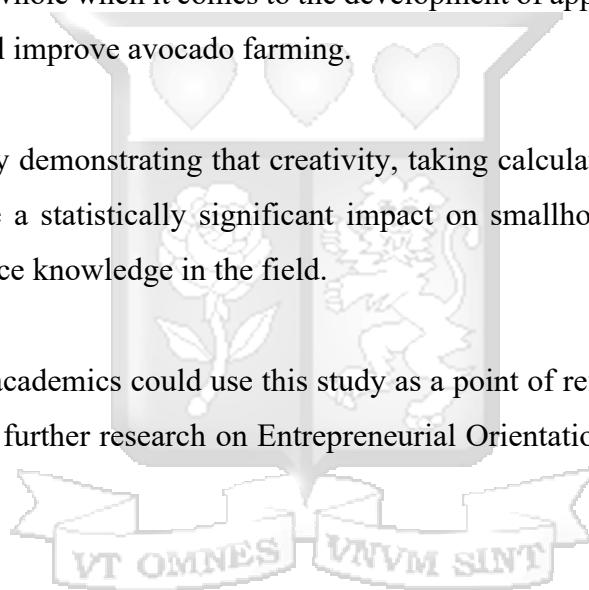 whole when it comes to the development of app
l improve avocado farming.
y demonstrating that creativity, taking calcula
e a statistically significant impact on smallho
ce knowledge in the field.
academics could use this study as a point of re
further research on Entrepreneurial Orientatio
VT OMNES VNVM SINT